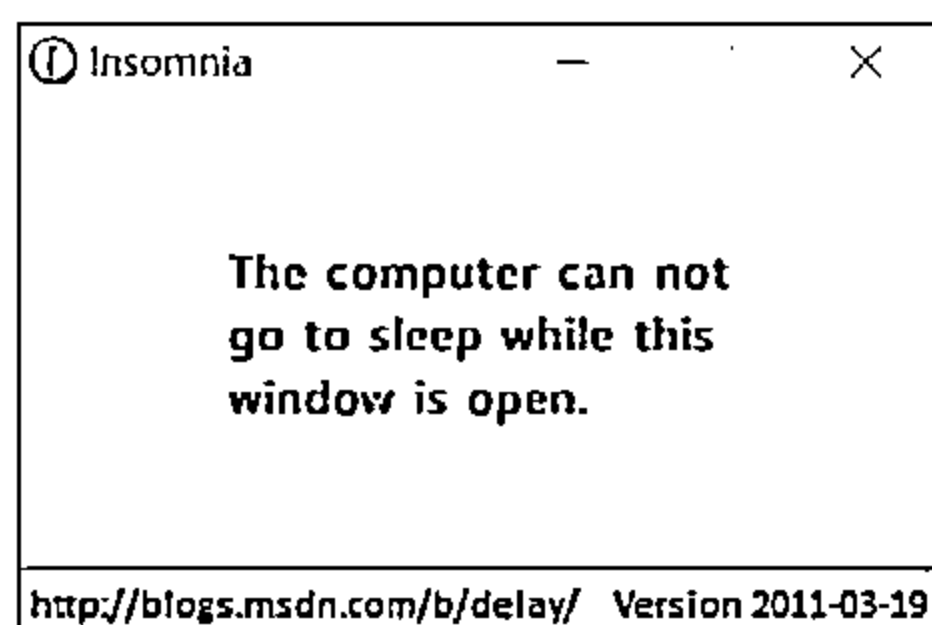 Insomnia
The computer can not
go to sleep while this
window is open.
http://blogs.msdn.com/b/delay/ Version 2011-03-19